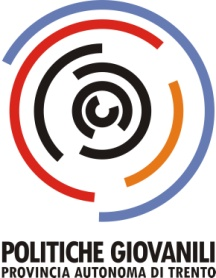 POLITICHE GIOVANILI
PROVINCIA AUTONOMA DI TRENTO